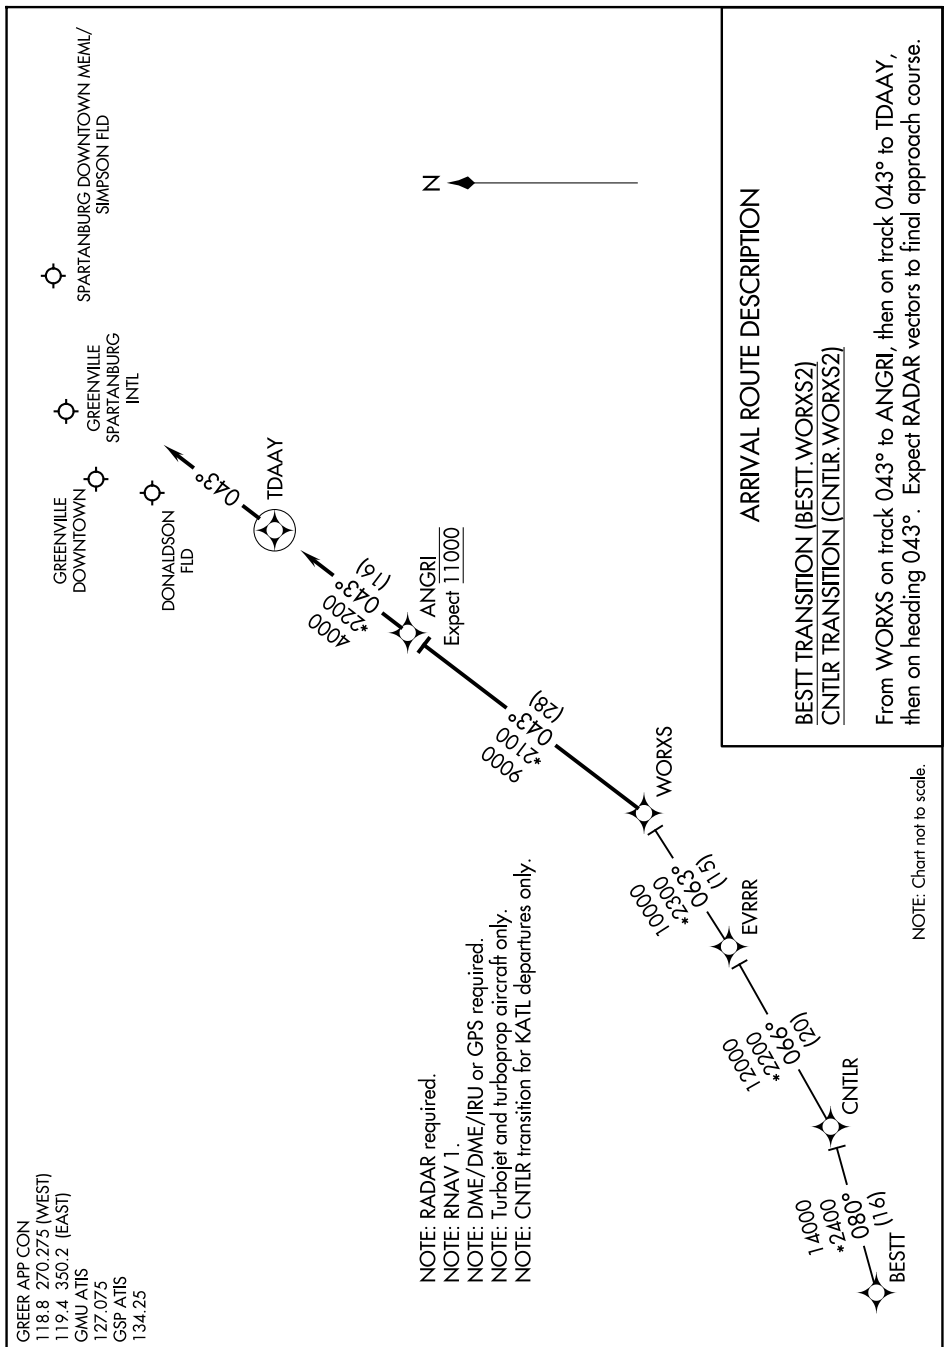 GREER APP CON
118.8 270.275 (WEST)
119.4 350.2 (EAST)
GMU ATIS
127.075
GSP ATIS
134.25
SPARTANBURG DOWNTOWN MEML/
SIMPSON FLD
GREENVILLE
SPARTANBURG
INTL
GREENVILLE
DOWNTOWN
DONALDSON
FLD
043°
TDAAY
4000
*2200
043°
(16)
ANGRI
Expect 11000
N
9000
*2100
043°
(28)
WORXS
10000
*2300
063°
(15)
EVRRR
12000
*2200
066°
(20)
CNTLR
14000
*2400
080°
(16)
BESTT
NOTE: RADAR required.
NOTE: RNAV 1.
NOTE: DME/DME/IRU or GPS required.
NOTE: Turbojet and turboprop aircraft only.
NOTE: CNTLR transition for KATL departures only.
NOTE: Chart not to scale.
ARRIVAL ROUTE DESCRIPTION
BESTT TRANSITION (BESTT.WORXS2)
CNTLR TRANSITION (CNTLR.WORXS2)
From WORXS on track 043° to ANGRI, then on track 043° to TDAAY,
then on heading 043°. Expect RADAR vectors to final approach course.